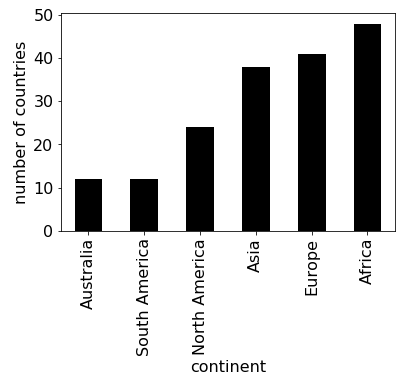 number of countries
50
40
30
20
10
0
Australia
South America
North America
Asia
Europe
Africa
continent